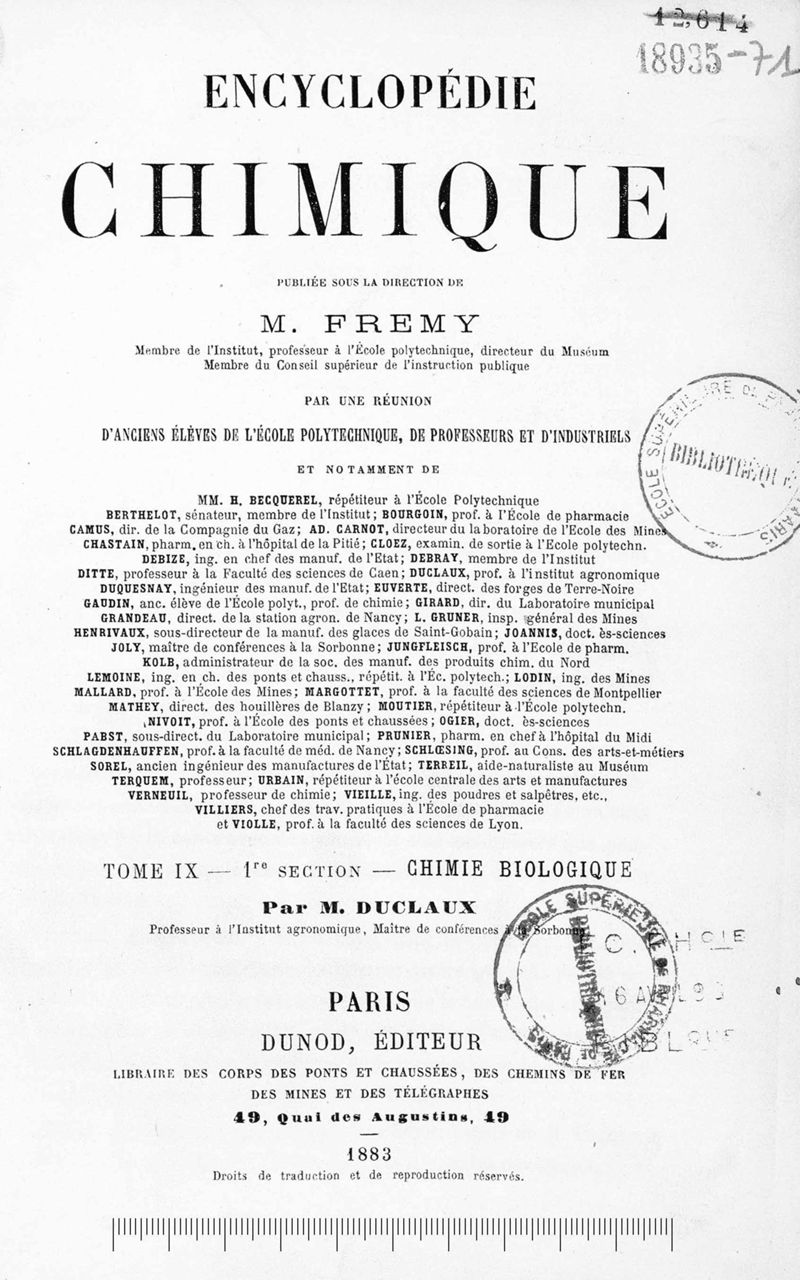 12,614
18935-71
ENCYCLOPÉDIE
CHIMIQUE
PUBLIÉE SOUS LA DIRECTION DE
M. FREMY
Membre de l'Institut, professeur à l'École polytechnique, directeur du Muséum
Membre du Conseil supérieur de l'instruction publique
PAR UNE RÉUNION
D'ANCIENS ÉLÈVES DE L'ÉCOLE POLYTECHNIQUE, DE PROFESSEURS ET D'INDUSTRIELS
BIBLIOTHÈQUE
ET NOTAMMENT DE
MM. H. BECQUEREL, répétiteur à l'École Polytechnique
BERTHELOT, sénateur, membre de l'Institut; BOURGOIN, prof. à l'École de pharmacie
CAMUS, dir. de la Compagnie du Gaz; AD. CARNOT, directeur du laboratoire de l'Ecole des Mines
CHASTAIN, pharm. en ch. à l'hôpital de la Pitié; CLOEZ, examin. de sortie à l'Ecole polytechn.
DEBIZE, ing. en chef des manuf. de l'Etat; DEBRAY, membre de l'Institut
DITTE, professeur à la Faculté des sciences de Caen; DUCLAUX, prof. à l'institut agronomique
DUQUESNAY, ingénieur des manuf. de l'Etat; EUVERTE, direct. des forges de Terre-Noire
GAUDIN, anc. élève de l'École polyt., prof. de chimie; GIRARD, dir. du Laboratoire municipal
GRANDEAU, direct. de la station agron. de Nancy; L. GRUNER, insp. général des Mines
HENRIVAUX, sous-directeur de la manuf. des glaces de Saint-Gobain; JOANNIS, doct. ès-sciences
JOLY, maître de conférences à la Sorbonne; JUNGFLEISCH, prof. à l'Ecole de pharm.
KOLB, administrateur de la soc. des manuf. des produits chim. du Nord
LEMOINE, ing. en ch. des ponts et chauss., répétit. à l'Éc. polytech.; LODIN, ing. des Mines
MALLARD, prof. à l'École des Mines; MARGOTTET, prof. à la faculté des sciences de Montpellier
MATHEY, direct. des houillères de Blanzy; MOUTIER, répétiteur à l'École polytechn.
NIVOIT, prof. à l'École des ponts et chaussées; OGIER, doct. ès-sciences
PABST, sous-direct. du Laboratoire municipal; PRUNIER, pharm. en chef à l'hôpital du Midi
SCHLAGDENHAUFFEN, prof. à la faculté de méd. de Nancy; SCHLŒSING, prof. au Cons. des arts-et-métiers
SOREL, ancien ingénieur des manufactures de l'État; TERREIL, aide-naturaliste au Muséum
TERQUEM, professeur; URBAIN, répétiteur à l'école centrale des arts et manufactures
VERNEUIL, professeur de chimie; VIEILLE, ing. des poudres et salpêtres, etc.,
VILLIERS, chef des trav. pratiques à l'École de pharmacie
et VIOLLE, prof. à la faculté des sciences de Lyon.
TOME IX — 1re SECTION — CHIMIE BIOLOGIQUE
Par M. DUCLAUX
Professeur à l'Institut agronomique, Maître de conférences à la Sorbonne
PARIS
DUNOD, ÉDITEUR
LIBRAIRE DES CORPS DES PONTS ET CHAUSSÉES, DES CHEMINS DE FER
DES MINES ET DES TÉLÉGRAPHES
49, Quai des Augustins, 49
1883
Droits de traduction et de reproduction réservés.